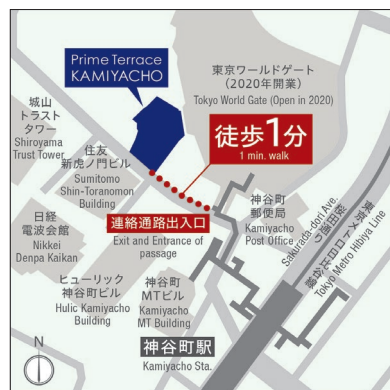 Prime Terrace
KAMIYACHO
東京ワールドゲート
（2020年開業）
Tokyo World Gate (Open in 2020)
城山
トラスト
タワー
Shiroyama
Trust Tower
住友
新虎ノ門ビル
Sumitomo
Shin-Toranomon
Building
徒歩1分
1 min. walk
連絡通路出入口
Exit and Entrance of
passage
神谷町
郵便局
Kamiyacho
Post Office
桜田通り
Sakurada-dori Ave.
東京メトロ日比谷線
Tokyo Metro Hibiya Line
日経
電波会館
Nikkei
Denpa Kaikan
ヒューリック
神谷町ビル
Hulic Kamiyacho
Building
神谷町
MTビル
Kamiyacho
MT Building
神谷町駅
Kamiyacho Sta.
N